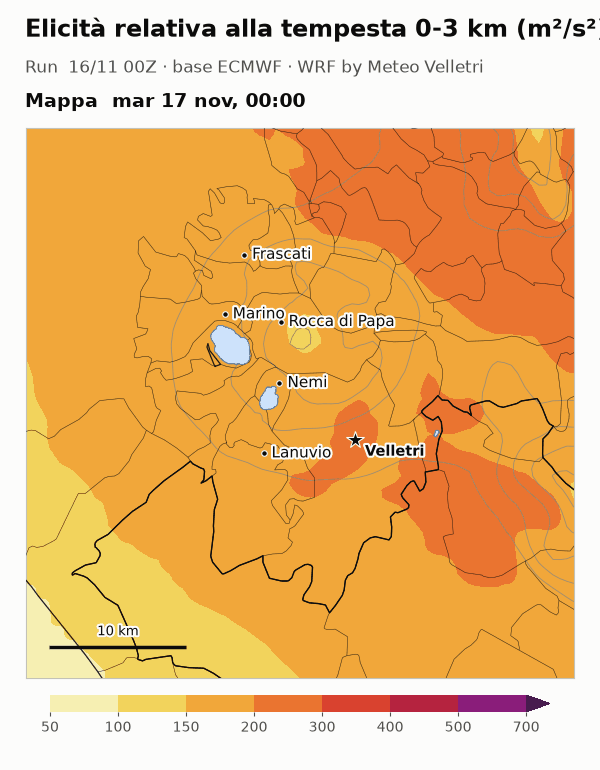 Elicità relativa alla tempesta 0-3 km (m²/s²)
Run  16/11 00Z · base ECMWF · WRF by Meteo Velletri
Mappa  mar 17 nov, 00:00
Frascati
Marino
Rocca di Papa
Nemi
Velletri
Lanuvio
10 km
50 100 150 200 300 400 500 700